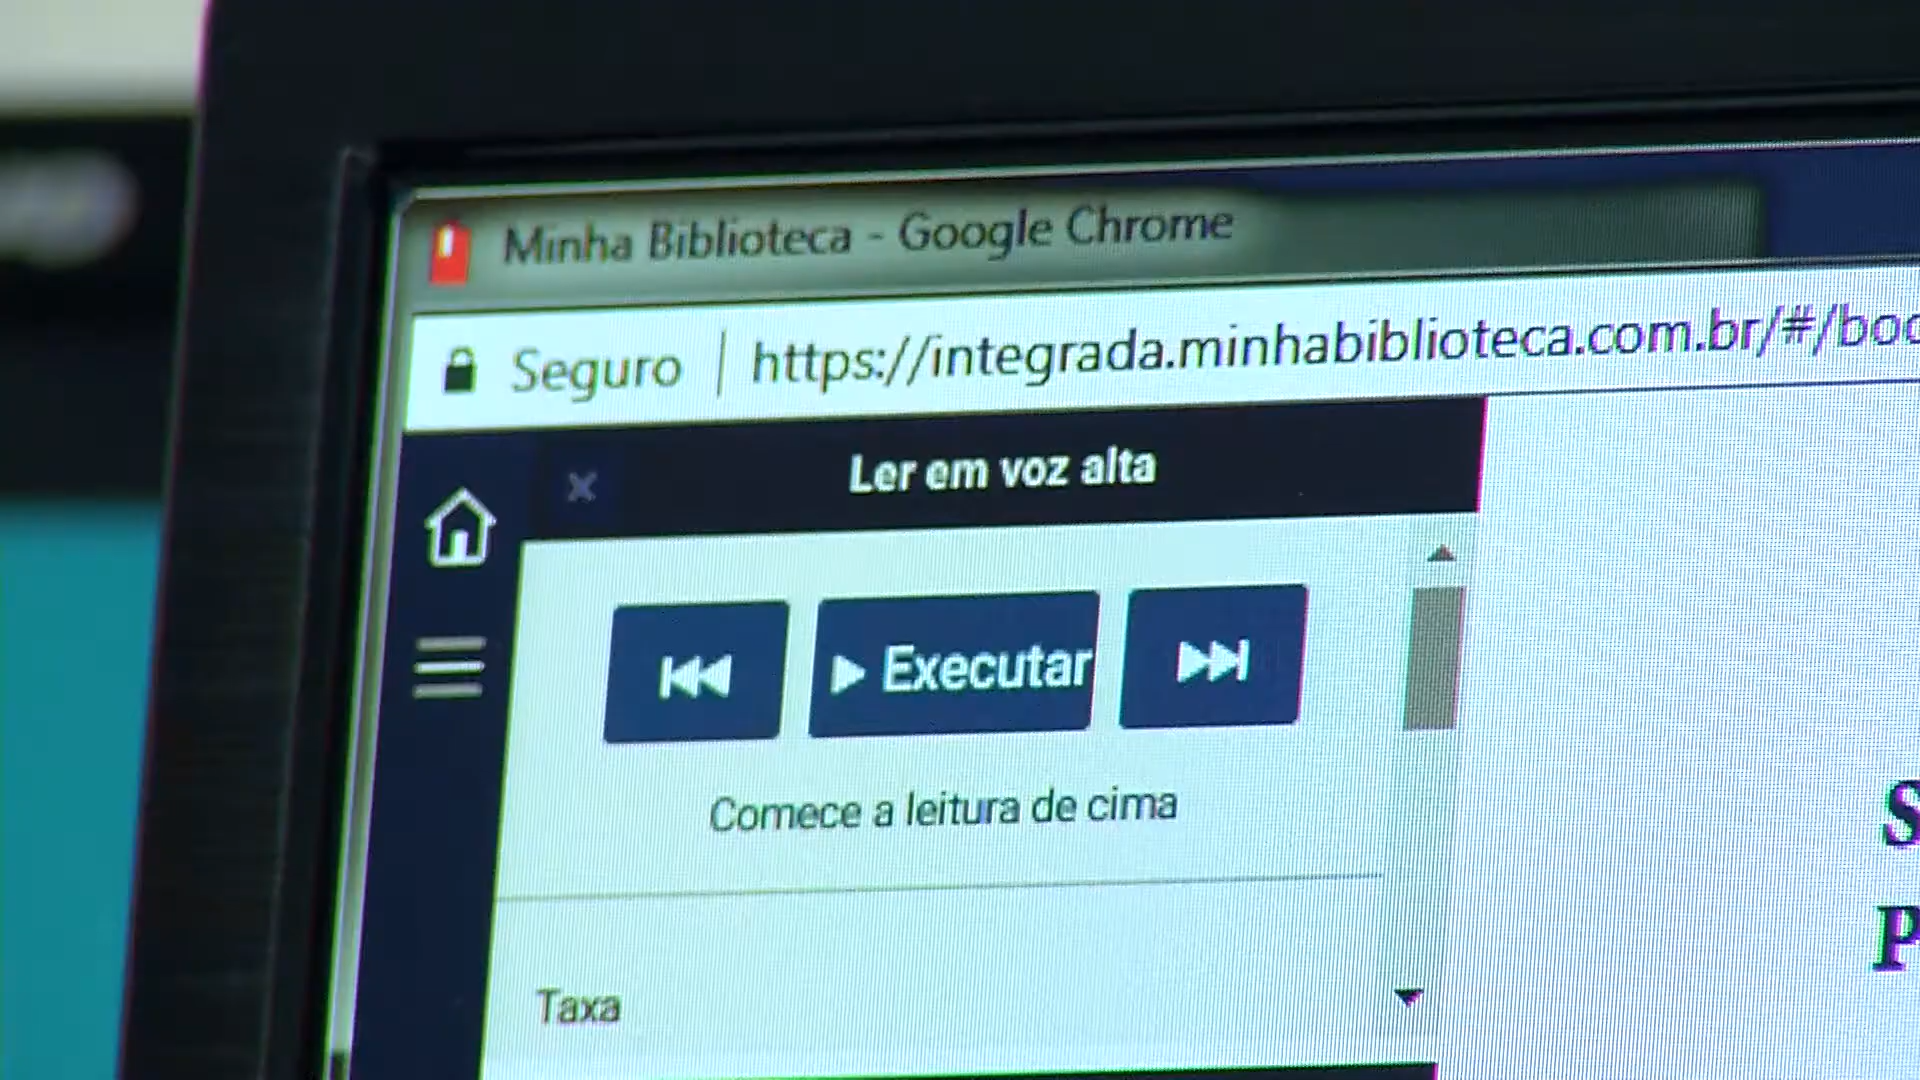 Minha Biblioteca - Google Chrome
Seguro | https://integrada.minhabiblioteca.com.br/#/boo
Ler em voz alta
Executar
Comece a leitura de cima
Taxa
S
P